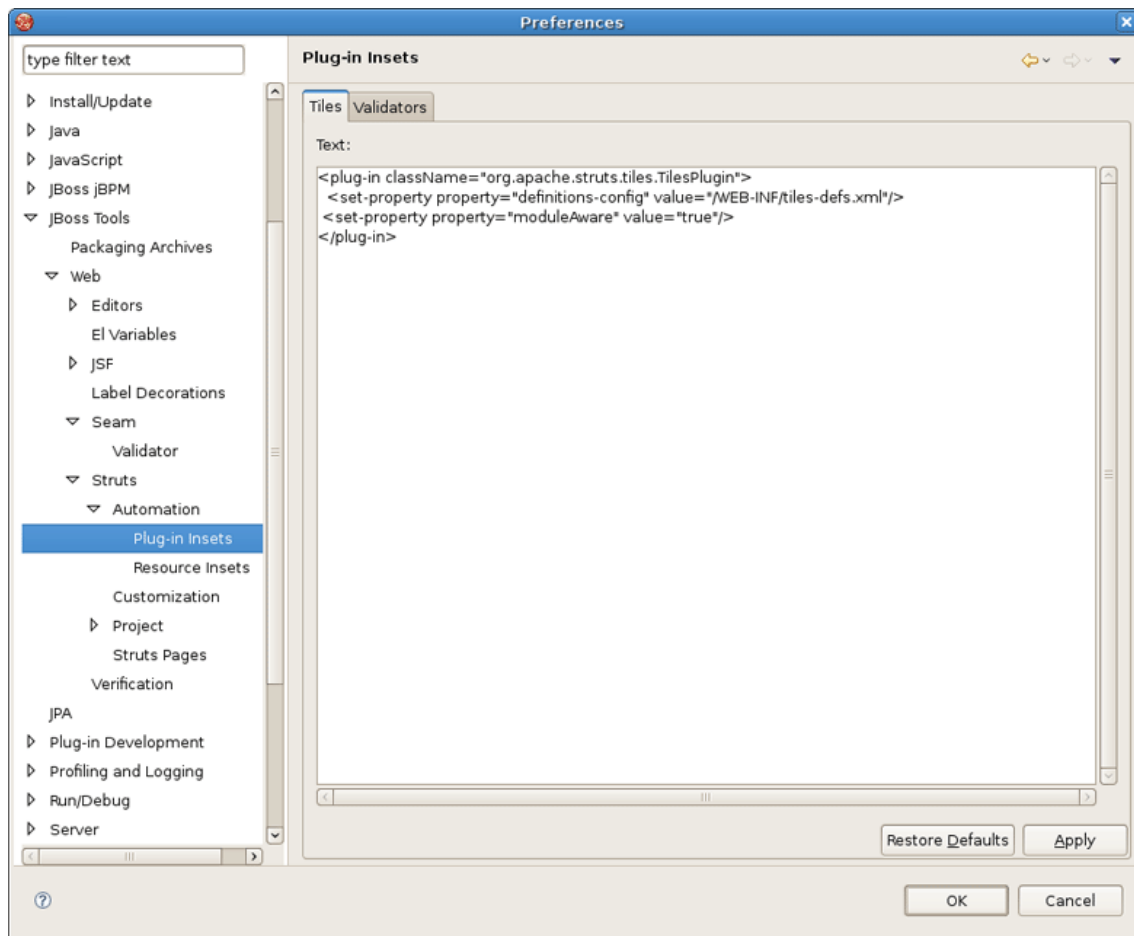 Preferences
type filter text
Install/Update
Java
JavaScript
JBoss jBPM
JBoss Tools
Packaging Archives
Web
Editors
El Variables
JSF
Label Decorations
Seam
Validator
Struts
Automation
Plug-in Insets
Resource Insets
Customization
Project
Struts Pages
Verification
JPA
Plug-in Development
Profiling and Logging
Run/Debug
Server
Plug-in Insets
Tiles Validators
Text:
<plug-in className="org.apache.struts.tiles.TilesPlugin">
  <set-property property="definitions-config" value="/WEB-INF/tiles-defs.xml"/>
 <set-property property="moduleAware" value="true"/>
</plug-in>
Restore Defaults Apply
OK Cancel